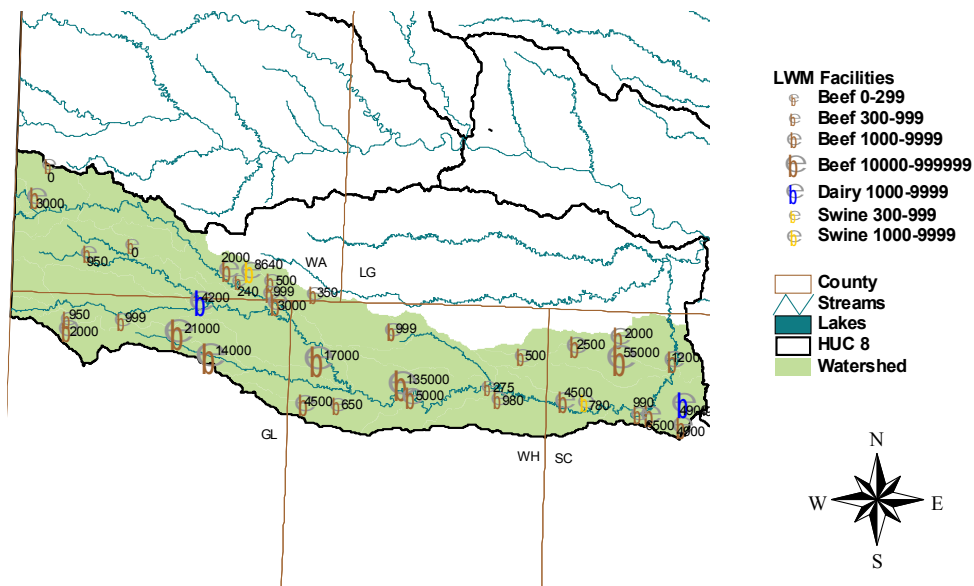 LWM Facilities
Beef 0-299
Beef 300-999
Beef 1000-9999
Beef 10000-999999
Dairy 1000-9999
Swine 300-999
Swine 1000-9999
County
Streams
Lakes
HUC 8
Watershed
N
W E
S
0
3000
0
950
2000
8640
WA
LG
240
500
999
350
3000
4200
950
999
2000
21000
14000
999
17000
500
2500
2000
55000
1200
135000
5000
275
980
4500
650
4500
780
990
6500
4900
GL
WH SC